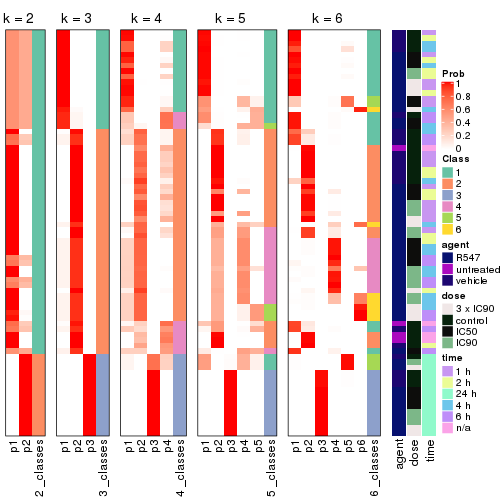 k = 2
k = 3
k = 4
k = 5
k = 6
Prob
1
0.8
0.6
0.4
0.2
0
Class
1
2
3
4
5
6
agent
R547
untreated
vehicle
dose
3 x IC90
control
IC50
IC90
time
1 h
2 h
24 h
4 h
6 h
n/a
p1
p2
2_classes
p1
p2
p3
3_classes
p1
p2
p3
p4
4_classes
p1
p2
p3
p4
p5
5_classes
p1
p2
p3
p4
p5
p6
6_classes
agent
dose
time